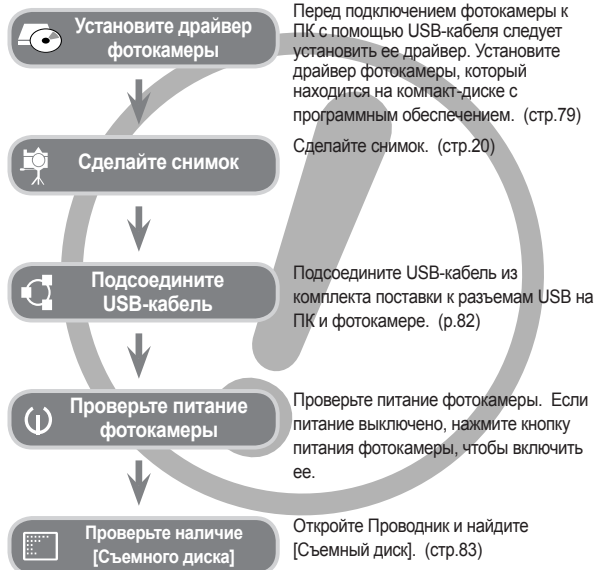 Установите драйвер
фотокамеры
Перед подключением фотокамеры к
ПК с помощью USB-кабеля следует
установить ее драйвер. Установите
драйвер фотокамеры, который
находится на компакт-диске с
программным обеспечением. (стр.79)
Сделайте снимок
Сделайте снимок. (стр.20)
Подсоедините
USB-кабель
Подсоедините USB-кабель из
комплекта поставки к разъемам USB на
ПК и фотокамере. (p.82)
Проверьте питание
фотокамеры
Проверьте питание фотокамеры. Если
питание выключено, нажмите кнопку
питания фотокамеры, чтобы включить
ее.
Проверьте наличие
[Съемного диска]
Откройте Проводник и найдите
[Съемный диск]. (стр.83)